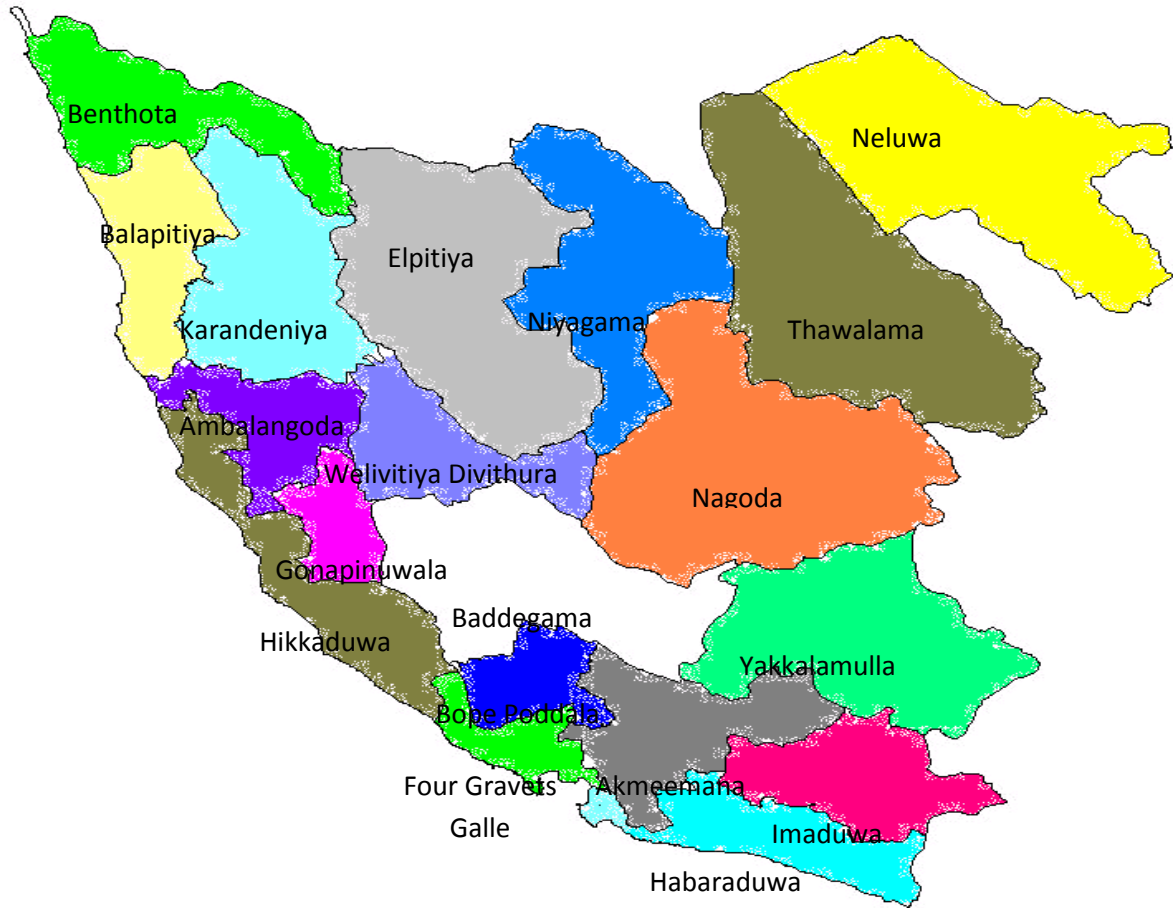 Benthota
Neluwa
Balapitiya
Elpitiya
Karandeniya
Niyagama
Thawalama
Ambalangoda
Welivitiya Divithura
Nagoda
Gonapinuwala
Baddegama
Hikkaduwa
Yakkalamulla
Bope Poddala
Four Gravets
Akmeemana
Galle
Imaduwa
Habaraduwa